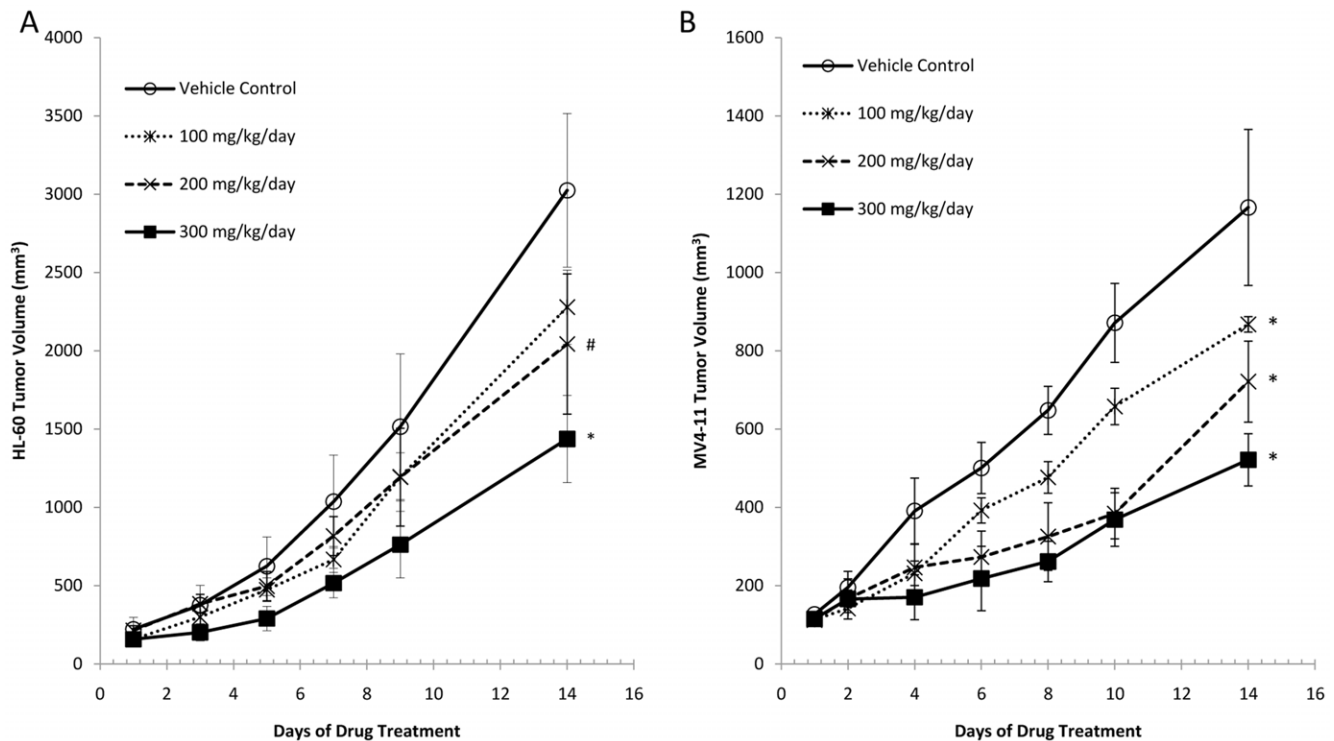 A
4000
3500
3000
2500
2000
1500
1000
500
0
0 2 4 6 8 10 12 14 16
HL-60 Tumor Volume (mm³)
Days of Drug Treatment
Vehicle Control
100 mg/kg/day
200 mg/kg/day
300 mg/kg/day
#
*
B
1600
1400
1200
1000
800
600
400
200
0
0 2 4 6 8 10 12 14 16
MV4-11 Tumor Volume (mm³)
Days of Drug Treatment
Vehicle Control
100 mg/kg/day
200 mg/kg/day
300 mg/kg/day
*
*
*